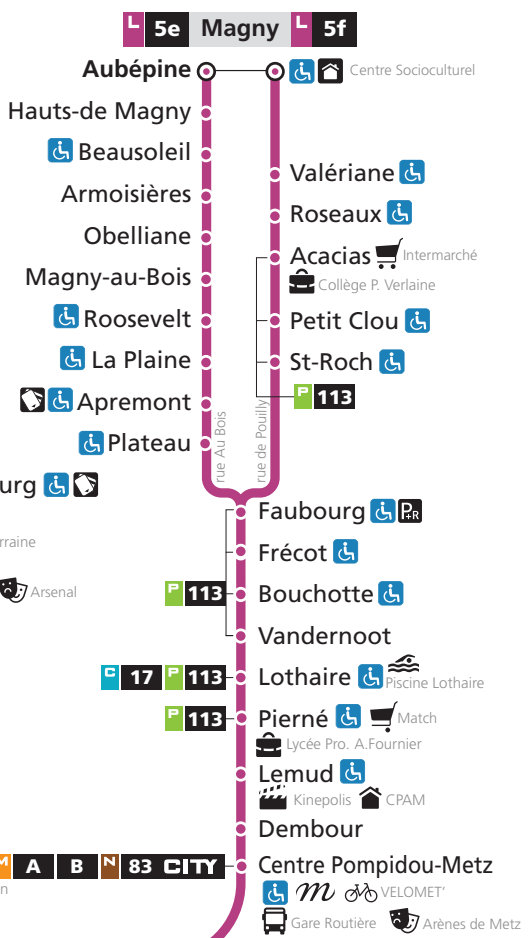 L 5e Magny L 5f
Aubépine Centre Socioculturel
Hauts-de Magny
Beausoleil
Valériane
Armoisières
Roseaux
Obelliane
Acacias Intermarché
Magny-au-Bois
Collège P. Verlaine
Roosevelt
Petit Clou
La Plaine
St-Roch
Apremont
P 113
Plateau
rue Au Bois
rue de Pouilly
urg
Faubourg P+R
rraine
Frécot
Arsenal
P 113
Bouchotte
Vandernoot
C 17 P 113
Lothaire
Piscine Lothaire
P 113
Pierné Match
Lycée Pro. A.Fournier
Lemud
Kinepolis CPAM
Dembour
M A B N 83 CITY
Centre Pompidou-Metz
n
m VELOMET'
Gare Routière Arènes de Metz